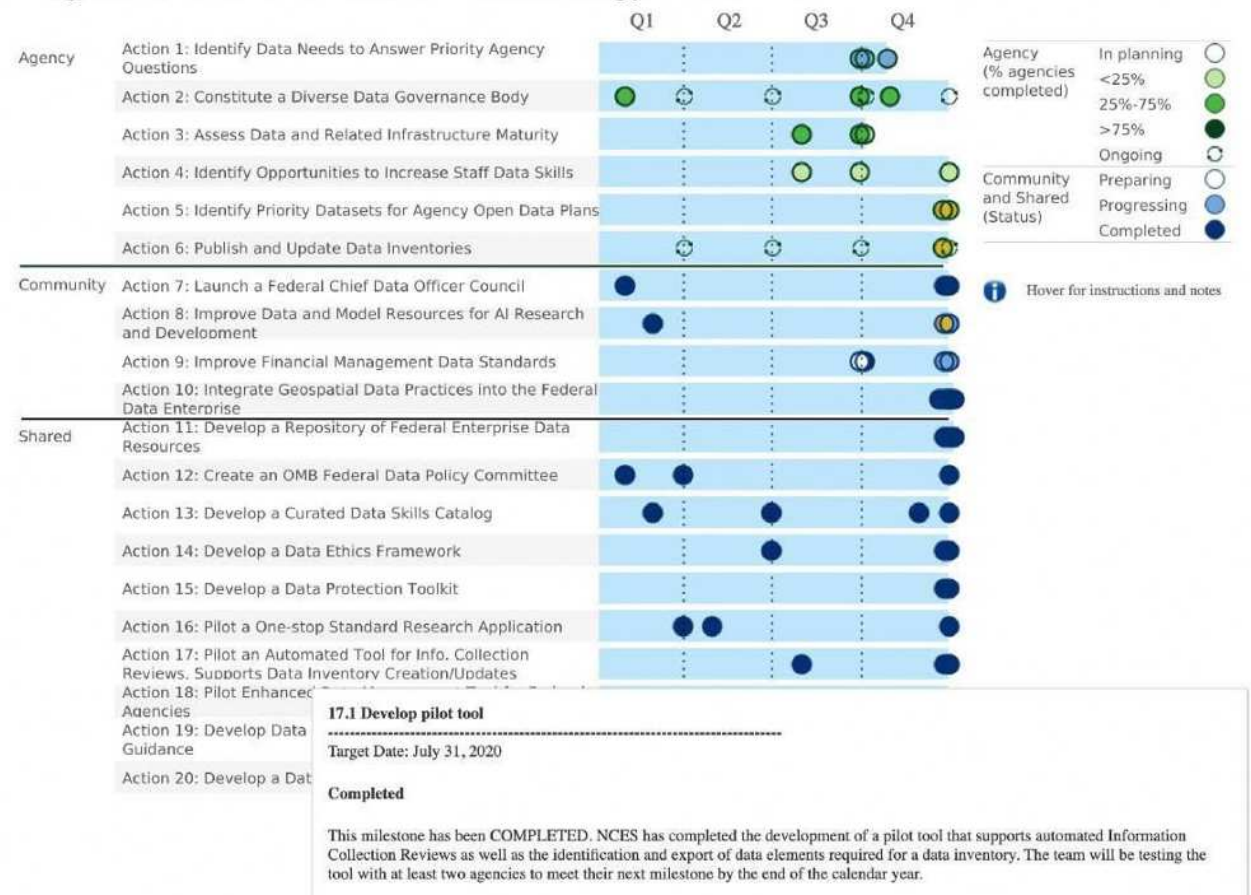 Q1 Q2 Q3 Q4
Agency
Action 1: Identify Data Needs to Answer Priority Agency
Questions
Action 2: Constitute a Diverse Data Governance Body
Action 3: Assess Data and Related Infrastructure Maturity
Action 4: Identify Opportunities to Increase Staff Data Skills
Action 5: Identify Priority Datasets for Agency Open Data Plans
Action 6: Publish and Update Data Inventories
Community
Action 7: Launch a Federal Chief Data Officer Council
Action 8: Improve Data and Model Resources for AI Research
and Development
Action 9: Improve Financial Management Data Standards
Action 10: Integrate Geospatial Data Practices into the Federal
Data Enterprise
Shared
Action 11: Develop a Repository of Federal Enterprise Data
Resources
Action 12: Create an OMB Federal Data Policy Committee
Action 13: Develop a Curated Data Skills Catalog
Action 14: Develop a Data Ethics Framework
Action 15: Develop a Data Protection Toolkit
Action 16: Pilot a One-stop Standard Research Application
Action 17: Pilot an Automated Tool for Info. Collection
Reviews. Supports Data Inventory Creation/Updates
Action 18: Pilot Enhanced
Agencies
Action 19: Develop Data
Guidance
Action 20: Develop a Dat
Agency
(% agencies
completed)
In planning
<25%
25%-75%
>75%
Ongoing
Community
and Shared
(Status)
Preparing
Progressing
Completed
i Hover for instructions and notes
17.1 Develop pilot tool
Target Date: July 31, 2020
Completed
This milestone has been COMPLETED. NCES has completed the development of a pilot tool that supports automated Information
Collection Reviews as well as the identification and export of data elements required for a data inventory. The team will be testing the
tool with at least two agencies to meet their next milestone by the end of the calendar year.